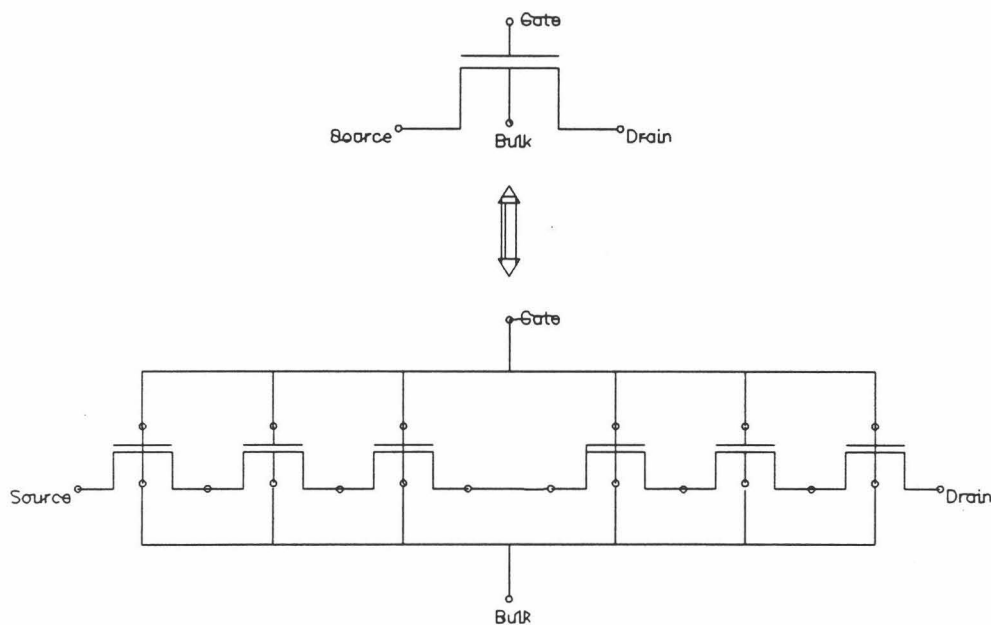 Gate
Source
Bulk
Drain
Gate
Source
Drain
Bulk